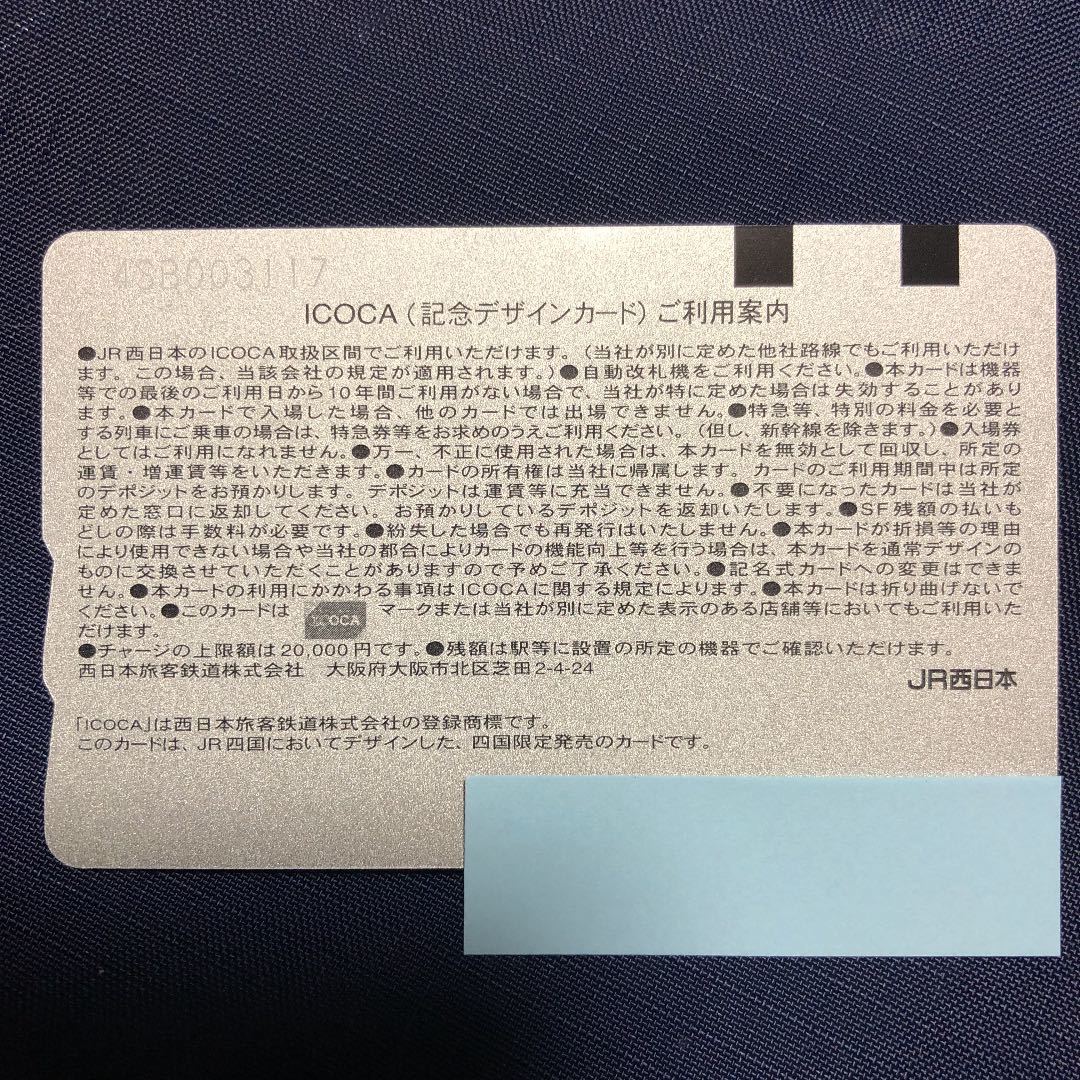 4SB003117
ICOCA（記念デザインカード）ご利用案内
●JR西日本のICOCA取扱区間でご利用いただけます。（当社が別に定めた他社路線でもご利用いただけ
ます。この場合、当該会社の規定が適用されます。）●自動改札機をご利用ください。●本カードは機器
等での最後のご利用日から10年間ご利用がない場合で、当社が特に定めた場合は失効することがあり
ます。●本カードで入場した場合、他のカードでは出場できません。●特急等、特別の料金を必要と
する列車にご乗車の場合は、特急券等をお求めのうえご利用ください。（但し、新幹線を除きます。）●入場券
としてはご利用になれません。●万一、不正に使用された場合は、本カードを無効として回収し、所定の
運賃・増運賃等をいただきます。●カードの所有権は当社に帰属します。カードのご利用期間中は所定
のデポジットをお預かりします。デポジットは運賃等に充当できません。●不要になったカードは当社が
定めた窓口に返却してください。お預かりしているデポジットを返却いたします。●SF残額の払いも
どしの際は手数料が必要です。●紛失した場合でも再発行はいたしません。●本カードが折損等の理由
により使用できない場合や当社の都合によりカードの機能向上等を行う場合は、本カードを通常デザインの
ものに交換させていただくことがありますので予めご了承ください。●記名式カードへの変更はできま
せん。●本カードの利用にかかわる事項はICOCAに関する規定によります。●本カードは折り曲げないで
ください。●このカードは ICOCA マークまたは当社が別に定めた表示のある店舗等においてもご利用いた
だけます。
●チャージの上限額は20,000円です。●残額は駅等に設置の所定の機器でご確認いただけます。
西日本旅客鉄道株式会社　大阪府大阪市北区芝田2-4-24
JR西日本
「ICOCA」は西日本旅客鉄道株式会社の登録商標です。
このカードは、JR四国においてデザインした、四国限定発売のカードです。